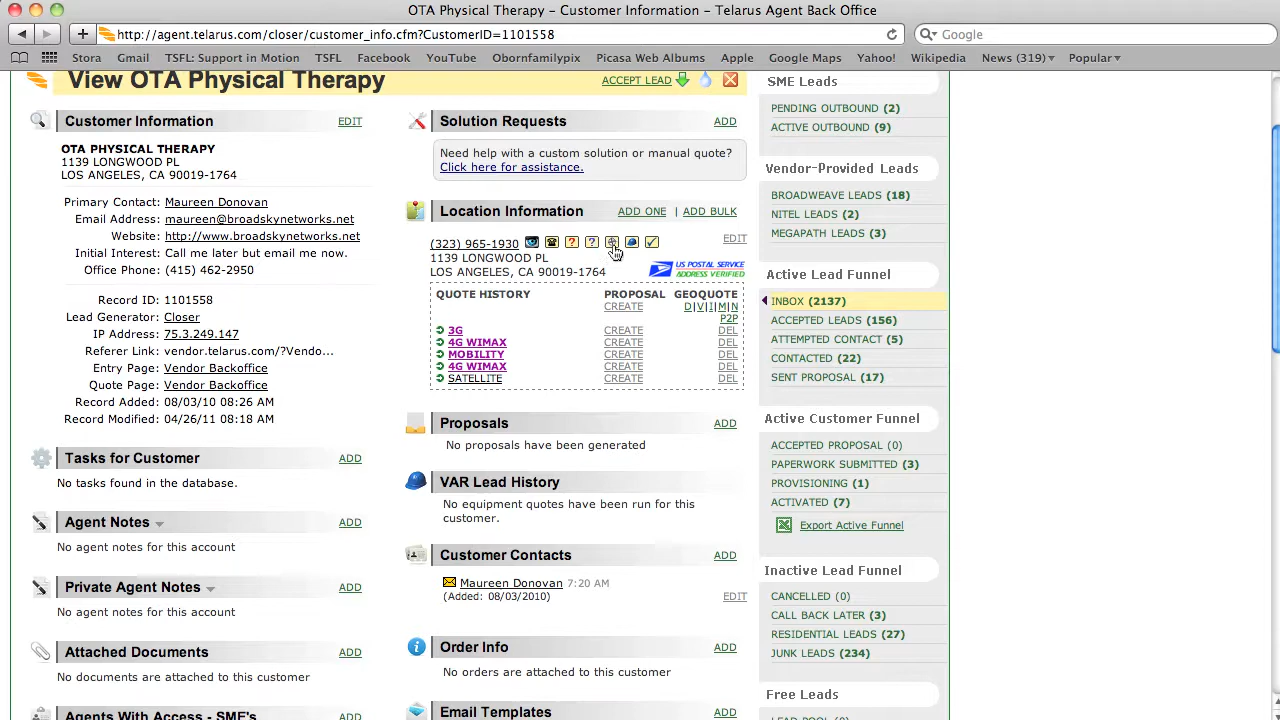 OTA Physical Therapy – Customer Information – Telarus Agent Back Office
http://agent.telarus.com/closer/customer_info.cfm?CustomerID=1101558
Google
Stora Gmail TSFL: Support in Motion TSFL Facebook YouTube Obornfamilypix Picasa Web Albums Apple Google Maps Yahoo! Wikipedia News (319) Popular
View OTA Physical Therapy
ACCEPT LEAD
Customer Information EDIT
OTA PHYSICAL THERAPY
1139 LONGWOOD PL
LOS ANGELES, CA 90019-1764
Primary Contact: Maureen Donovan
Email Address: maureen@broadskynetworks.net
Website: http://www.broadskynetworks.net
Initial Interest: Call later but email me now.
Office Phone: (415) 462-2950
Record ID: 1101558
Lead Generator: Closer
IP Address: 75.3.249.147
Referer Link: vendor.telarus.com/?Vendo...
Entry Page: Vendor Backoffice
Quote Page: Vendor Backoffice
Record Added: 08/03/10 08:26 AM
Record Modified: 04/26/11 08:18 AM
Tasks for Customer ADD
No tasks found in the database.
Agent Notes ADD
No agent notes for this account
Private Agent Notes ADD
No agent notes for this account
Attached Documents ADD
No documents are attached to this customer
Agents With Access - SME's ADD
Solution Requests ADD
Need help with a custom solution or manual quote?
Click here for assistance.
Location Information ADD ONE | ADD BULK
(323) 965-1930 EDIT
1139 LONGWOOD PL
LOS ANGELES, CA 90019-1764
US POSTAL SERVICE
ADDRESS VERIFIED
QUOTE HISTORY PROPOSAL GEOQUOTE
CREATE D|V|I|M|N
P2P
3G CREATE DEL
4G WIMAX CREATE DEL
MOBILITY CREATE DEL
4G WIMAX CREATE DEL
SATELLITE CREATE DEL
Proposals ADD
No proposals have been generated
VAR Lead History
No equipment quotes have been run for this
customer.
Customer Contacts ADD
Maureen Donovan 7:20 AM
(Added: 08/03/2010) EDIT
Order Info ADD
No orders are attached to this customer
Email Templates ADD
SME Leads
PENDING OUTBOUND (2)
ACTIVE OUTBOUND (9)
Vendor-Provided Leads
BROADWEAVE LEADS (18)
NITEL LEADS (2)
MEGAPATH LEADS (3)
Active Lead Funnel
INBOX (2137)
ACCEPTED LEADS (156)
ATTEMPTED CONTACT (5)
CONTACTED (22)
SENT PROPOSAL (17)
Active Customer Funnel
ACCEPTED PROPOSAL (0)
PAPERWORK SUBMITTED (3)
PROVISIONING (1)
ACTIVATED (7)
Export Active Funnel
Inactive Lead Funnel
CANCELLED (0)
CALL BACK LATER (3)
RESIDENTIAL LEADS (27)
JUNK LEADS (234)
Free Leads
LEAD POOL (0)